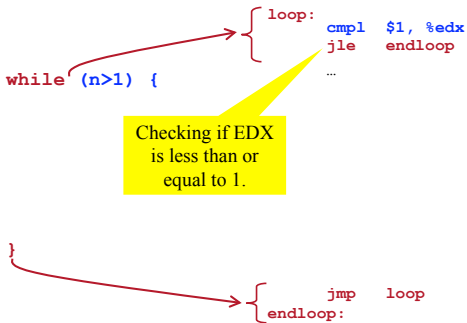 loop:
cmpl $1, %edx
jle endloop
…
while (n>1) {
Checking if EDX
is less than or
equal to 1.
}
jmp loop
endloop: